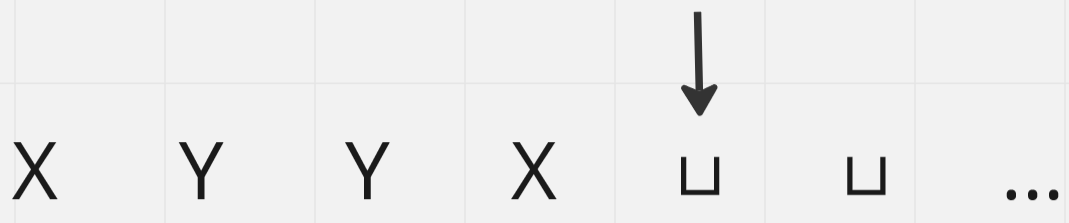 X Y Y X ⊔ ⊔ ...